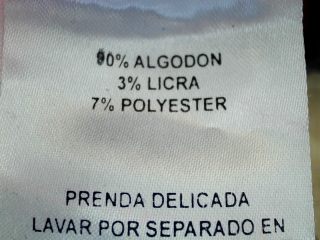 90% ALGODON
3% LICRA
7% POLYESTER
PRENDA DELICADA
LAVAR POR SEPARADO EN